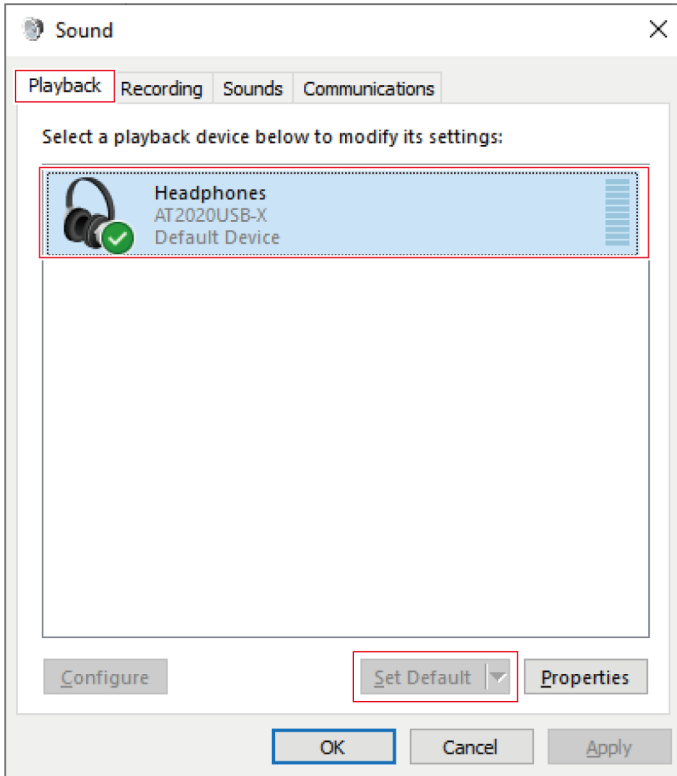 Sound
Playback Recording Sounds Communications
Select a playback device below to modify its settings:
Headphones
AT2020USB-X
Default Device
Configure Set Default Properties
OK Cancel Apply